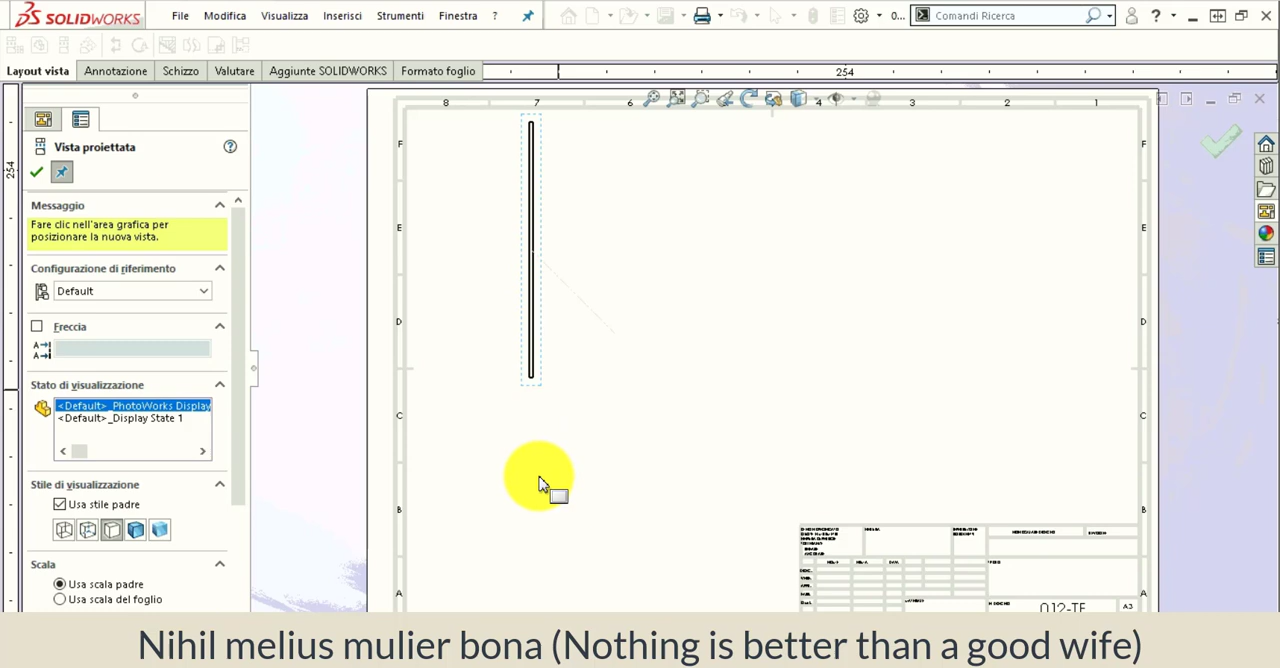 SOLIDWORKS File Modifica Visualizza Inserisci Strumenti Finestra ? 0... Comandi Ricerca ?
Layout vista Annotazione Schizzo Valutare Aggiunte SOLIDWORKS Formato foglio
254
254
8 7 6 4 3 2 1
Vista proiettata
Messaggio
Fare clic nell'area grafica per
posizionare la nuova vista.
Configurazione di riferimento
Default
Freccia
Stato di visualizzazione
<Default>_PhotoWorks Display
<Default>_Display State 1
Stile di visualizzazione
Usa stile padre
Scala
Usa scala padre
Usa scala del foglio
F F
E E
D D
C C
B B
A A
A3
Nihil melius mulier bona (Nothing is better than a good wife)